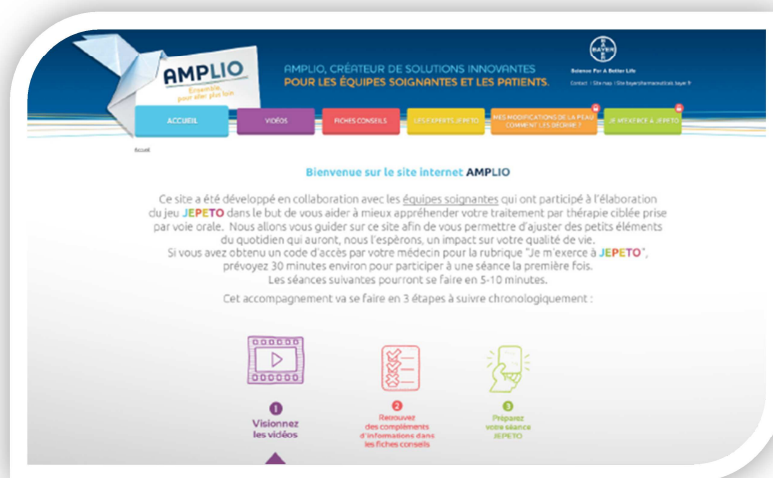 AMPLIO
Ensemble,
pour aller plus loin
AMPLIO, CRÉATEUR DE SOLUTIONS INNOVANTES
POUR LES ÉQUIPES SOIGNANTES ET LES PATIENTS.
BAYER
Science For A Better Life
Contact
ACCUEIL
VIDÉOS
FICHES CONSEILS
LES EXPERTS JEPETO
MES MODIFICATIONS DE LA PEAU
COMMENT LES DÉCRIRE ?
JE M'EXERCE À JEPETO
Accueil
Bienvenue sur le site internet AMPLIO
Ce site a été développé en collaboration avec les équipes soignantes qui ont participé à l'élaboration
du jeu JEPETO dans le but de vous aider à mieux appréhender votre traitement par thérapie ciblée prise
par voie orale. Nous allons vous guider sur ce site afin de vous permettre d'ajuster des petits éléments
du quotidien qui auront, nous l'espérons, un impact sur votre qualité de vie.
Si vous avez obtenu un code d'accès par votre médecin pour la rubrique "Je m'exerce à JEPETO",
prévoyez 30 minutes environ pour participer à une séance la première fois.
Les séances suivantes pourront se faire en 5-10 minutes.
Cet accompagnement va se faire en 3 étapes à suivre chronologiquement :
1
Visionnez
les vidéos
2
Retrouvez
des compléments
d'informations dans
les fiches conseils
3
Préparez
votre séance
JEPETO